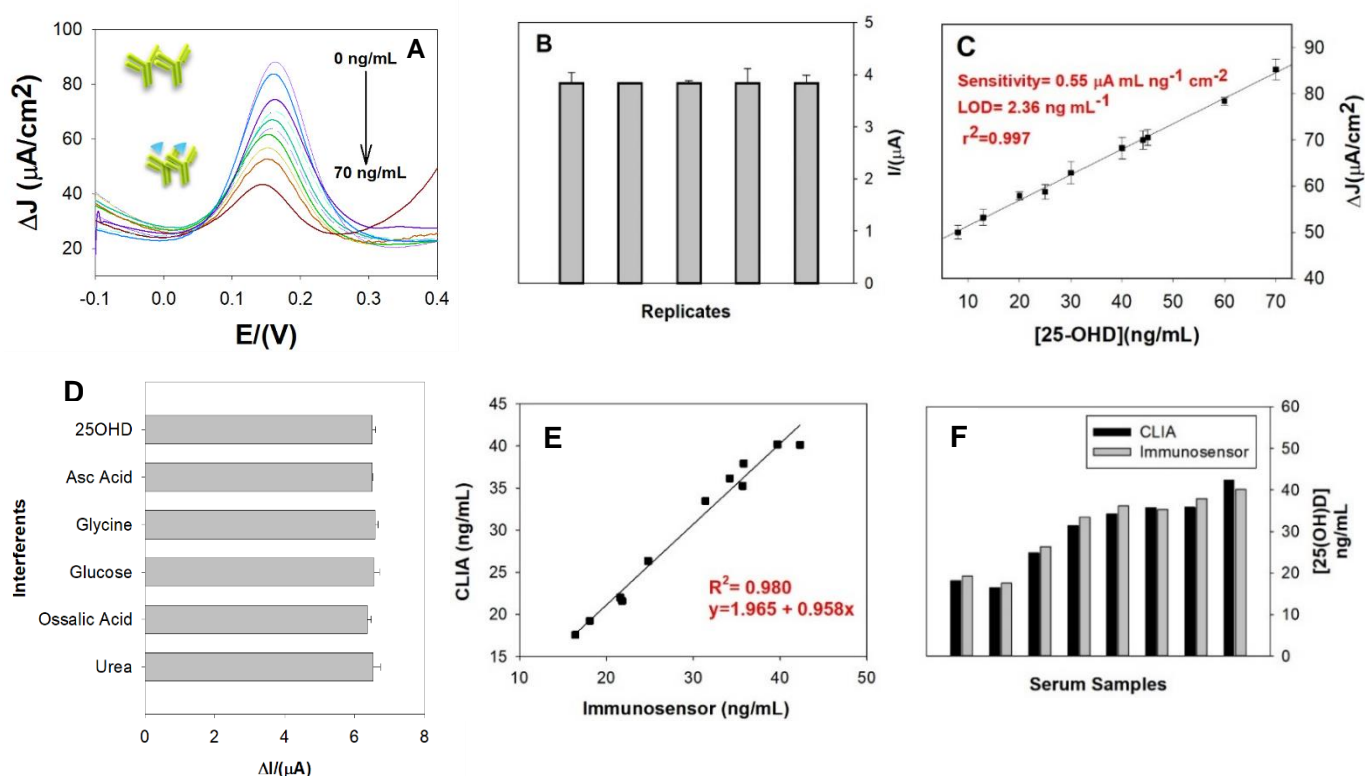 A
ΔJ (µA/cm2)
100
80
60
40
20
0 ng/mL
70 ng/mL
-0.1 0.0 0.1 0.2 0.3 0.4
E/(V)
B
5
4
3
2
1
0
I/(µA)
Replicates
C
Sensitivity= 0.55 µA mL ng⁻¹ cm⁻²
LOD= 2.36 ng mL⁻¹
r²=0.997
90
80
70
60
50
40
ΔJ(µA/cm²)
10 20 30 40 50 60 70
[25-OHD](ng/mL)
D
Interferents
25OHD
Asc Acid
Glycine
Glucose
Ossalic Acid
Urea
0 2 4 6 8
ΔI/(µA)
E
CLIA (ng/mL)
45
40
35
30
25
20
15
R²= 0.980
y=1.965 + 0.958x
10 20 30 40 50
Immunosensor (ng/mL)
F
CLIA
Immunosensor
60
50
40
30
20
10
0
[25(OH)D]
ng/mL
Serum Samples